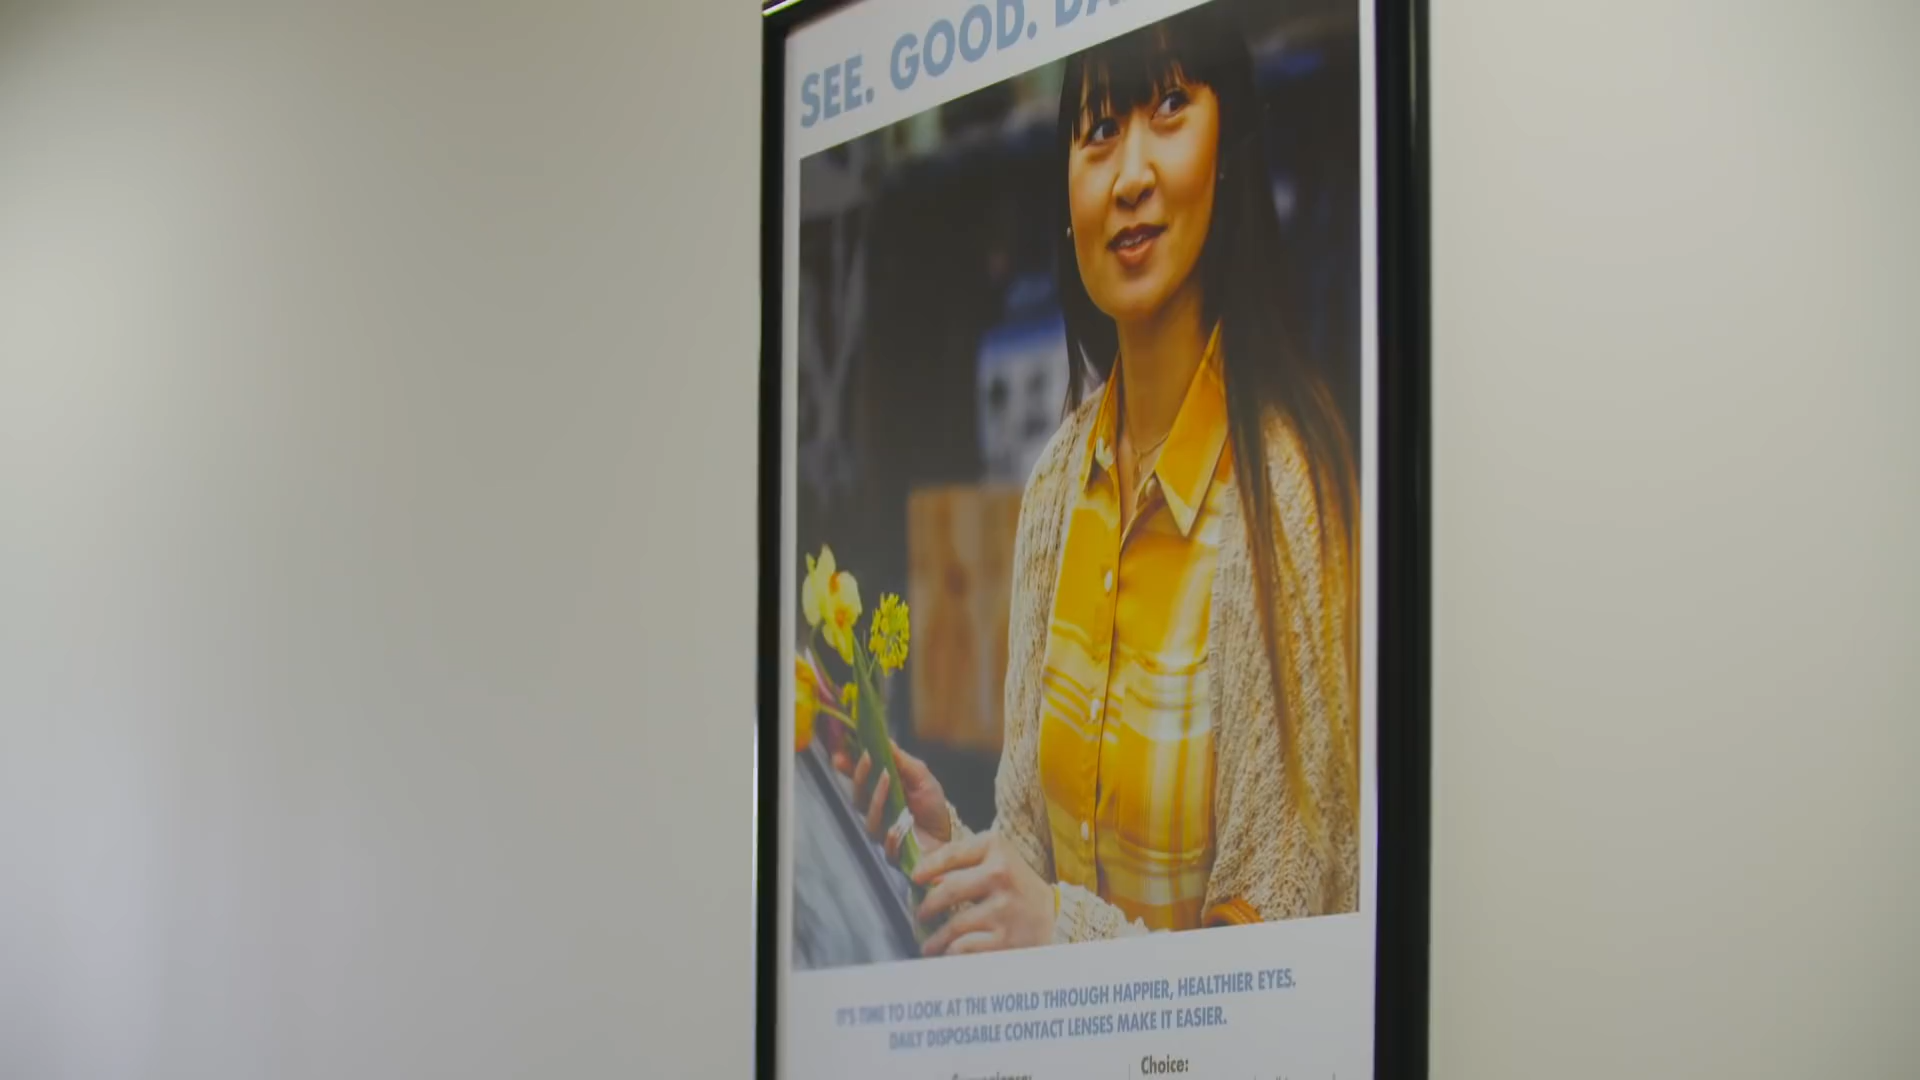 SEE. GOOD.
IT'S TIME TO LOOK AT THE WORLD THROUGH HAPPIER, HEALTHIER EYES.
DAILY DISPOSABLE CONTACT LENSES MAKE IT EASIER.
Choice: